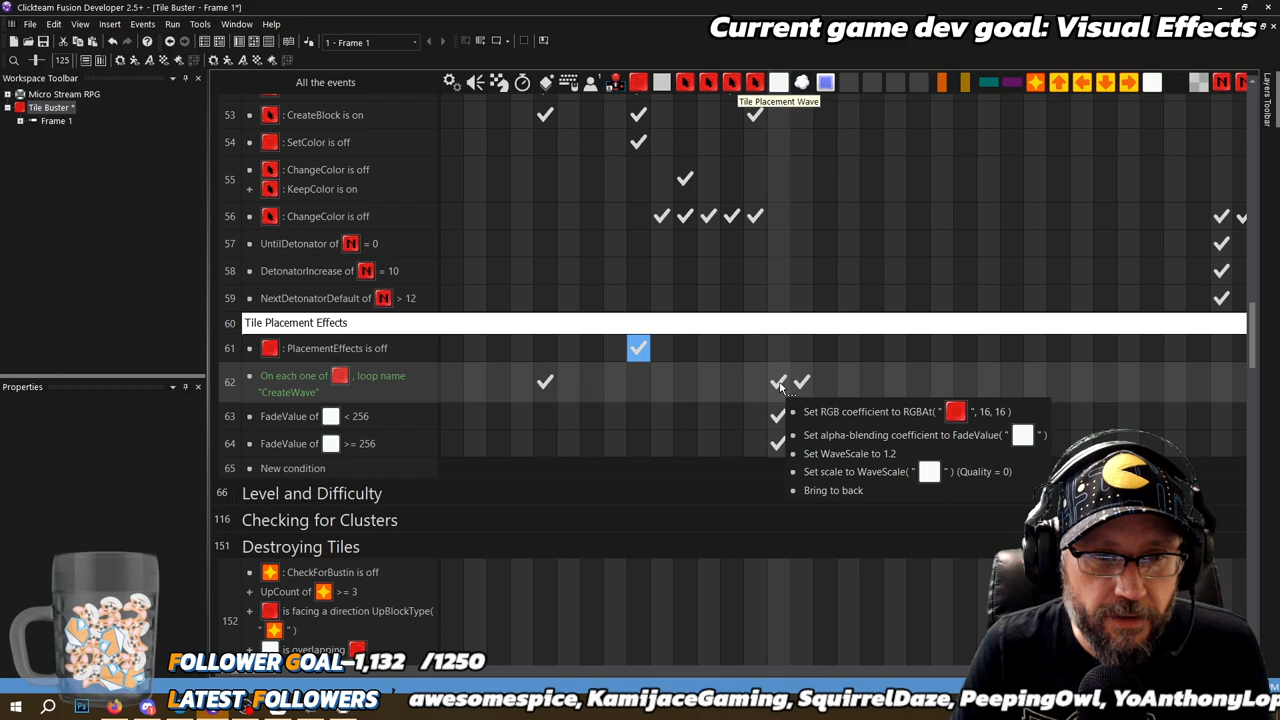 Clickteam Fusion Developer 2.5+ - [Tile Buster - Frame 1*]
Current game dev goal: Visual Effects
File Edit View Insert Events Run Tools Window Help
1 - Frame 1
Workspace Toolbar
All the events
Micro Stream RPG
Tile Buster *
Frame 1
Tile Placement Wave
Layers Toolbar
53 : CreateBlock is on
54 : SetColor is off
55 : ChangeColor is off
+ : KeepColor is on
56 : ChangeColor is off
57 UntilDetonator of N = 0
58 DetonatorIncrease of N = 10
59 NextDetonatorDefault of N > 12
60 Tile Placement Effects
61 : PlacementEffects is off
62 On each one of , loop name
"CreateWave"
Properties
63 FadeValue of < 256
64 FadeValue of >= 256
65 New condition
Set RGB coefficient to RGBAt( " ", 16, 16 )
Set alpha-blending coefficient to FadeValue( " " )
Set WaveScale to 1.2
Set scale to WaveScale( " " ) (Quality = 0)
Bring to back
66 Level and Difficulty
116 Checking for Clusters
151 Destroying Tiles
152 : CheckForBustin is off
+ UpCount of >= 3
+ is facing a direction UpBlockType(
" )
+ is overlapping
Follower Goal-1,132 /1250
Latest Followers awesomespice, KamijaceGaming, SquirrelDaze, PeepingOwl, YoAnthonyLop